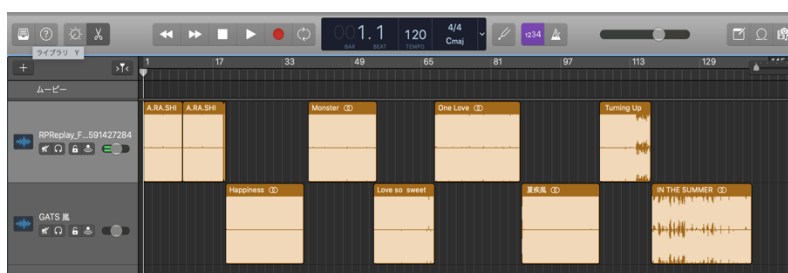 001.1
BAR BEAT
120
TEMPO
4/4
Cmaj
1234
ライブラリ Y
1 17 33 49 65 81 97 113 129
ムービー
A.RA.SHI A.RA.SHI Monster One Love Turning Up
RPReplay_F...591427284
Happiness Love so sweet 夏疾風 IN THE SUMMER
GATS 嵐